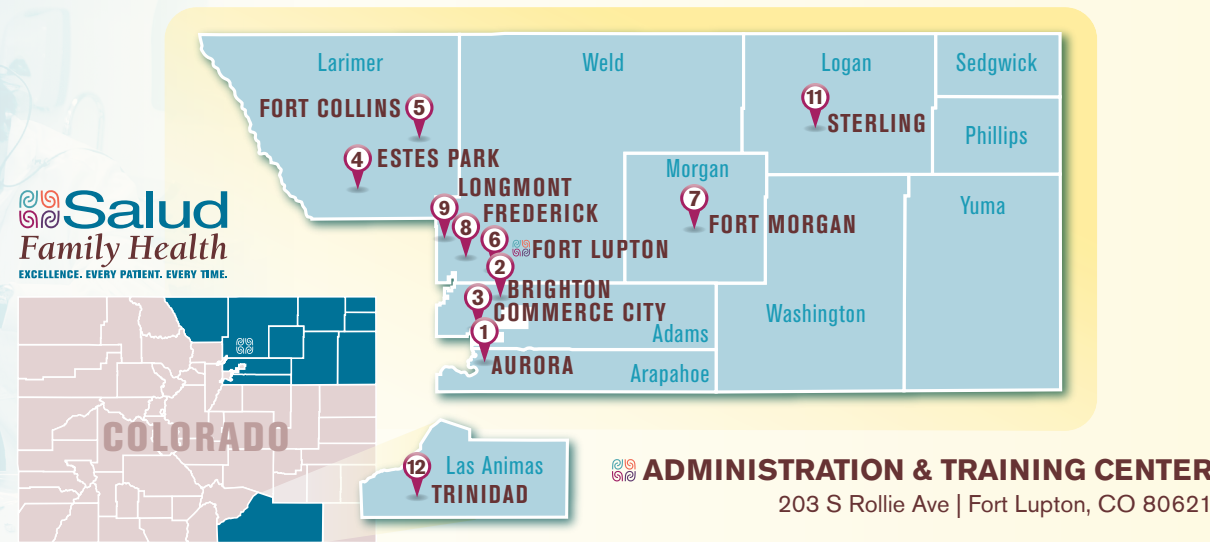 Larimer
Weld
Logan
Sedgwick
FORT COLLINS 5
11
STERLING
Phillips
4 ESTES PARK
Morgan
7
FORT MORGAN
Yuma
LONGMONT
9
FREDERICK
8
6
FORT LUPTON
2
BRIGHTON
3
COMMERCE CITY
Adams
Washington
1
AURORA
Arapahoe
Salud
Family Health
EXCELLENCE. EVERY PATIENT. EVERY TIME.
COLORADO
12
Las Animas
TRINIDAD
ADMINISTRATION & TRAINING CENTER
203 S Rollie Ave | Fort Lupton, CO 80621